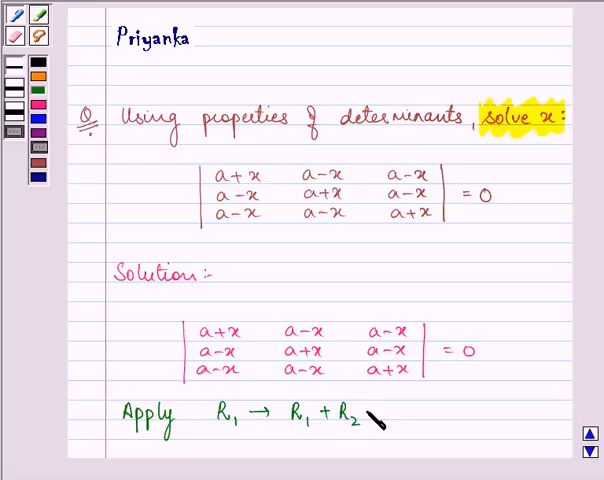 Priyanka
Q Using properties of determinants, solve x:
a+x a-x a-x
a-x a+x a-x = 0
a-x a-x a+x
Solution:-
a+x a-x a-x
a-x a+x a-x = 0
a-x a-x a+x
Apply R₁ → R₁ + R₂